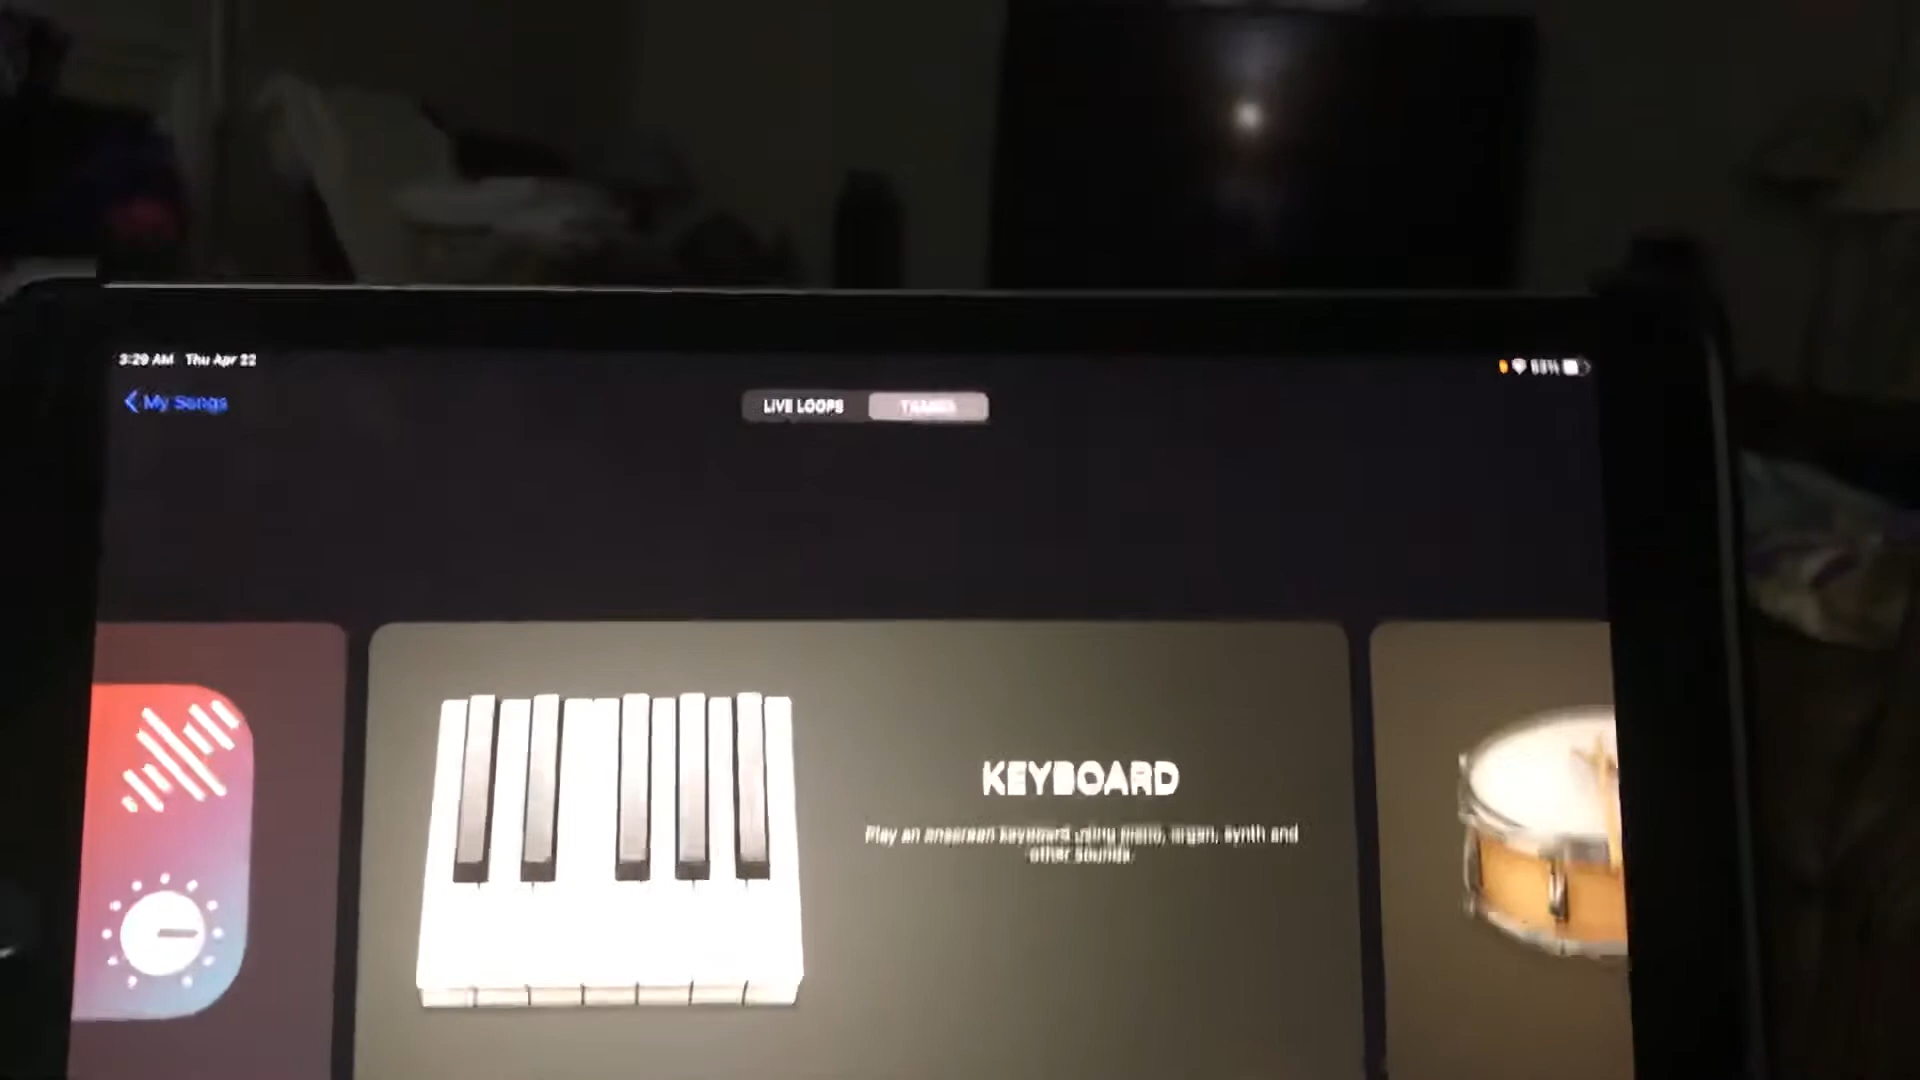 3:29 AM Thu Apr 22
53%
My Songs
LIVE LOOPS TRACKS
KEYBOARD
Play an onscreen keyboard using piano, organ, synth and
other sounds.